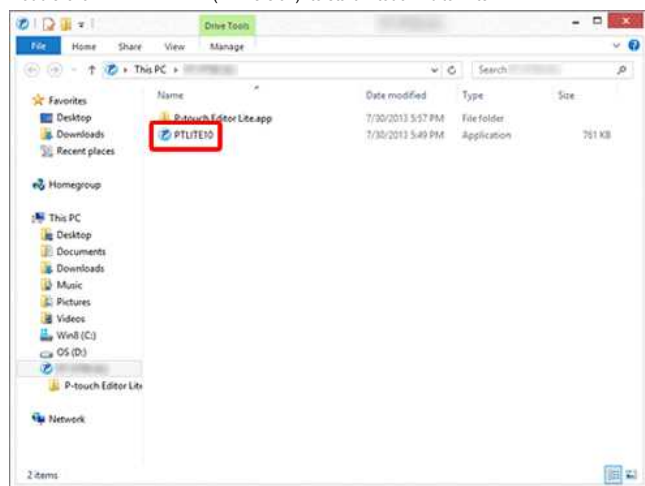 Drive Tools
File Home Share View Manage
This PC
Search
Name Date modified Type Size
Favorites
Desktop
Downloads
Recent places
Homegroup
This PC
Desktop
Documents
Downloads
Music
Pictures
Videos
Win8 (C:)
OS (D:)
P-touch Editor Lite
Network
P-touch Editor Lite.app 7/30/2013 5:57 PM File folder
PTLITE10 7/30/2013 5:49 PM Application 761 KB
2 items